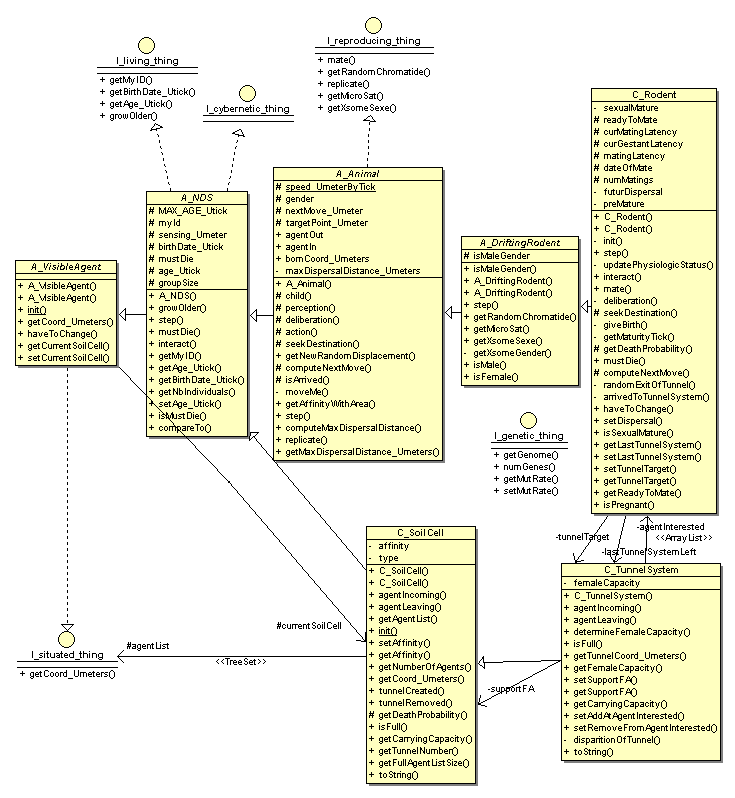 I_reproducing_thing
+ mate()
+ getRandomChromatide()
+ replicate()
+ getMicroSat()
+ getXsomeSexe()
I_living_thing
+ getMyID()
+ getBirthDate_Utick()
+ getAge_Utick()
+ growOlder()
I_cybernetic_thing
C_Rodent
- sexualMature
# readyToMate
# curMatingLatency
# curGestantLatency
# matingLatency
# dateOfMate
# numMatings
- futurDispersal
- preMature
+ C_Rodent()
+ C_Rodent()
- init()
+ step()
- updatePhysiologicStatus()
+ interact()
+ mate()
- deliberation()
# seekDestination()
- giveBirth()
- getMaturityTick()
# getDeathProbability()
+ mustDie()
# computeNextMove()
- randomExitOfTunnel()
- arrivedToTunnelSystem()
+ haveToChange()
+ setDispersal()
+ isSexualMature()
+ getLastTunnelSystem()
+ setLastTunnelSystem()
+ setTunnelTarget()
+ getTunnelTarget()
+ getReadyToMate()
+ isPregnant()
A_Animal
# speed_UmeterByTick
# gender
# nextMove_Umeter
# targetPoint_Umeter
+ agentOut
+ agentIn
+ bornCoord_Umeters
- maxDispersalDistance_Umeters
+ A_Animal()
# child()
# perception()
# deliberation()
# action()
# seekDestination()
+ getNewRandomDisplacement()
# computeNextMove()
# isArrived()
- moveMe()
+ getAffinityWithArea()
+ step()
+ computeMaxDispersalDistance()
+ replicate()
+ getMaxDispersalDistance_Umeters()
A_NDS
# MAX_AGE_Utick
# myId
# sensing_Umeter
# birthDate_Utick
# mustDie
# age_Utick
# groupSize
+ A_NDS()
+ growOlder()
+ step()
+ mustDie()
+ interact()
+ getMyID()
+ getAge_Utick()
+ getBirthDate_Utick()
+ getNbIndividuals()
+ setAge_Utick()
+ isMustDie()
+ compareTo()
A_DriftingRodent
# isMaleGender
# isMaleGender()
+ A_DriftingRodent()
+ A_DriftingRodent()
+ step()
+ getRandomChromatide()
+ getMicroSat()
+ getXsomeSexe()
- getXsomeGender()
+ isMale()
+ isFemale()
A_VisibleAgent
+ A_VisibleAgent()
+ A_VisibleAgent()
+ init()
+ getCoord_Umeters()
+ haveToChange()
+ getCurrentSoilCell()
+ setCurrentSoilCell()
I_genetic_thing
+ getGenome()
+ numGenes()
+ getMutRate()
+ setMutRate()
-tunnelTarget
-lastTunnelSystemLeft
-agentInterested
<<ArrayList>>
C_SoilCell
- affinity
- type
+ C_SoilCell()
+ C_SoilCell()
+ agentIncoming()
+ agentLeaving()
+ getAgentList()
+ init()
+ setAffinity()
+ getAffinity()
+ getNumberOfAgents()
+ getCoord_Umeters()
+ tunnelCreated()
+ tunnelRemoved()
# getDeathProbability()
+ isFull()
+ getCarryingCapacity()
+ getTunnelNumber()
+ getFullAgentListSize()
+ toString()
C_TunnelSystem
- femaleCapacity
+ C_TunnelSystem()
+ agentIncoming()
+ agentLeaving()
+ determineFemaleCapacity()
+ isFull()
+ getTunnelCoord_Umeters()
+ getFemaleCapacity()
+ setSupportFA()
+ getSupportFA()
+ getCarryingCapacity()
+ setAddAtAgentInterested()
+ setRemoveFromAgentInterested()
- disparitionOfTunnel()
+ toString()
#currentSoilCell
#agentList
<<TreeSet>>
-supportFA
I_situated_thing
+ getCoord_Umeters()